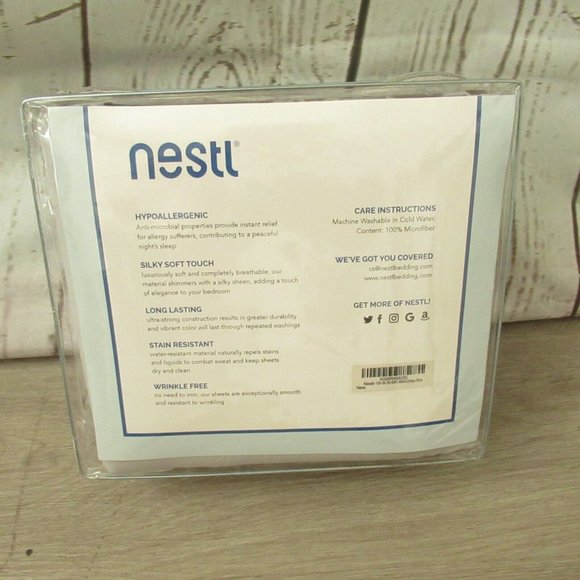 nestl®
HYPOALLERGENIC
Anti-microbial properties provide instant relief
for allergy sufferers, contributing to a peaceful
night's sleep
SILKY SOFT TOUCH
luxuriously soft and completely breathable, our
material shimmers with a silky sheen, adding a touch
of elegance to your bedroom
LONG LASTING
ultra-strong construction results in greater durability
and vibrant color will last through repeated washings
STAIN RESISTANT
water-resistant material naturally repels stains
and liquids to combat sweat and keep sheets
dry and clean
WRINKLE FREE
no need to iron, our sheets are exceptionally smooth
and resistant to wrinkling
CARE INSTRUCTIONS
Machine Washable in Cold Water.
Content: 100% Microfiber
WE'VE GOT YOU COVERED
cs@nestlbedding.com
www.nestlbedding.com
GET MORE OF NESTL!
New